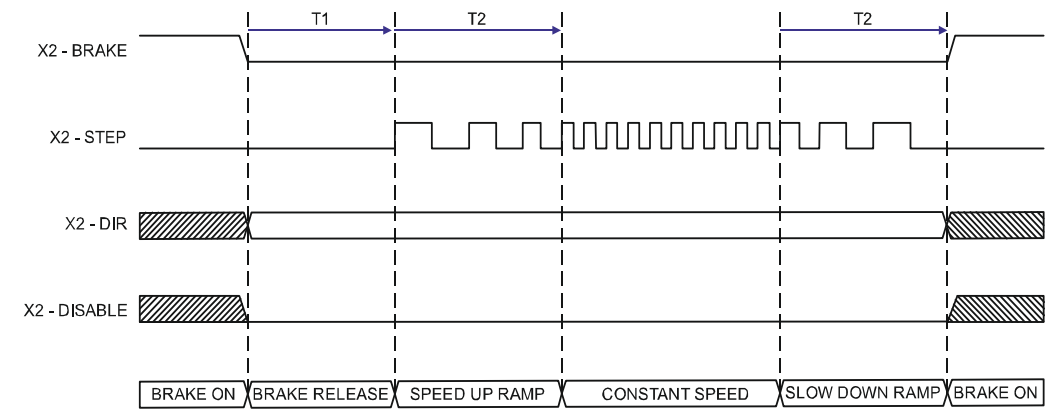 T1
T2
T2
X2 - BRAKE
X2 - STEP
X2 - DIR
X2 - DISABLE
BRAKE ON
BRAKE RELEASE
SPEED UP RAMP
CONSTANT SPEED
SLOW DOWN RAMP
BRAKE ON